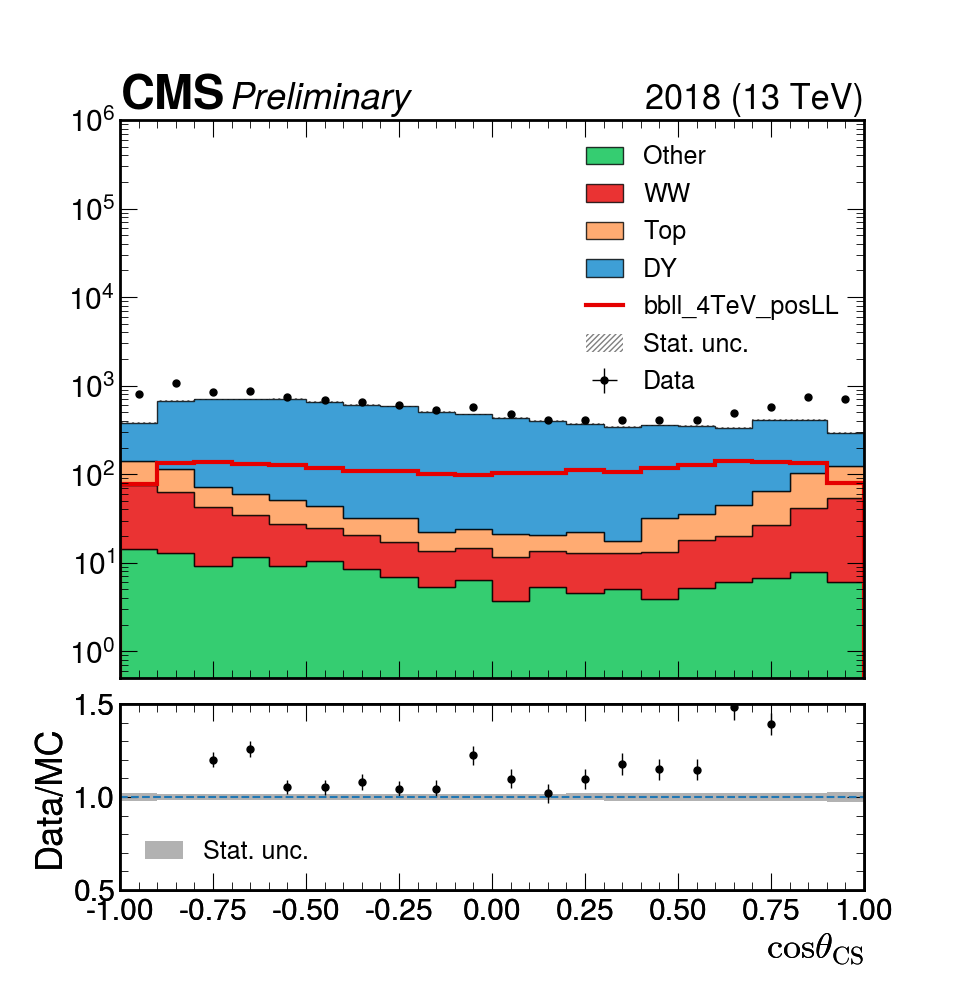 CMS Preliminary 2018 (13 TeV)
10^6
10^5
10^4
10^3
10^2
10^1
10^0
Other
WW
Top
DY
bbll_4TeV_posLL
Stat. unc.
Data
1.5
1.0
0.5
Data/MC
Stat. unc.
-1.00 -0.75 -0.50 -0.25 0.00 0.25 0.50 0.75 1.00
cosθ_CS